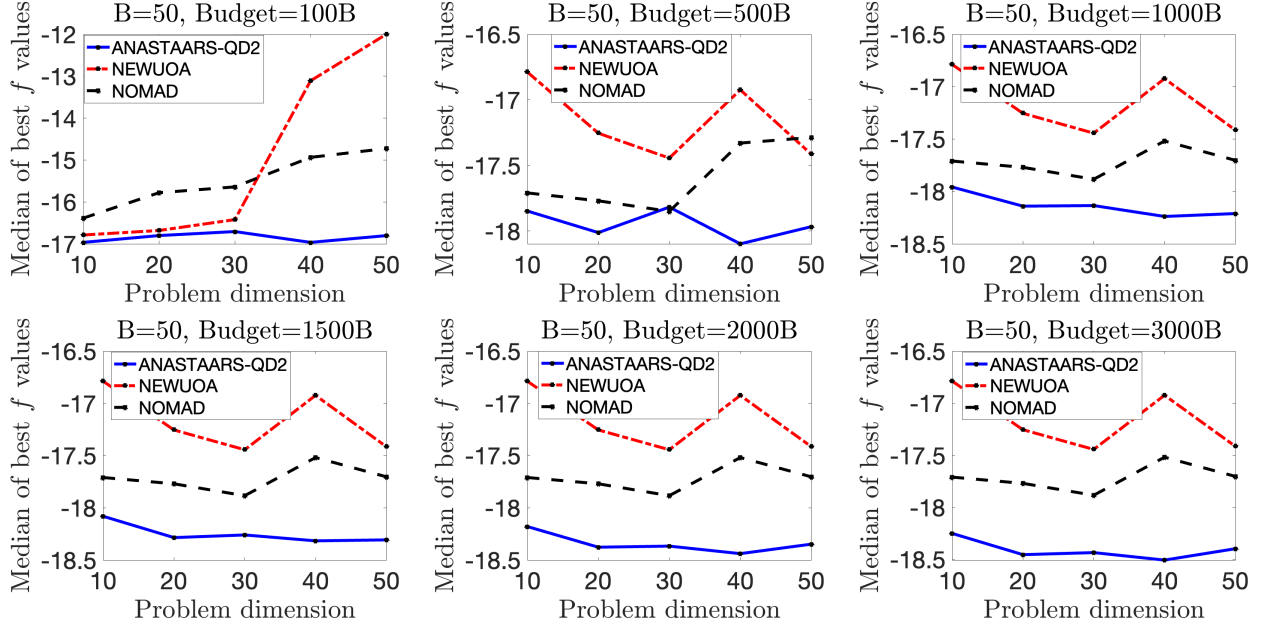 B=50, Budget=100B
Median of best f values
-12
-13
-14
-15
-16
-17
ANASTAARS-QD2
NEWUOA
NOMAD
10 20 30 40 50
Problem dimension
B=50, Budget=500B
Median of best f values
-16.5
-17
-17.5
-18
ANASTAARS-QD2
NEWUOA
NOMAD
10 20 30 40 50
Problem dimension
B=50, Budget=1000B
Median of best f values
-16.5
-17
-17.5
-18
-18.5
ANASTAARS-QD2
NEWUOA
NOMAD
10 20 30 40 50
Problem dimension
B=50, Budget=1500B
Median of best f values
-16.5
-17
-17.5
-18
-18.5
ANASTAARS-QD2
NEWUOA
NOMAD
10 20 30 40 50
Problem dimension
B=50, Budget=2000B
Median of best f values
-16.5
-17
-17.5
-18
-18.5
ANASTAARS-QD2
NEWUOA
NOMAD
10 20 30 40 50
Problem dimension
B=50, Budget=3000B
Median of best f values
-16.5
-17
-17.5
-18
-18.5
ANASTAARS-QD2
NEWUOA
NOMAD
10 20 30 40 50
Problem dimension